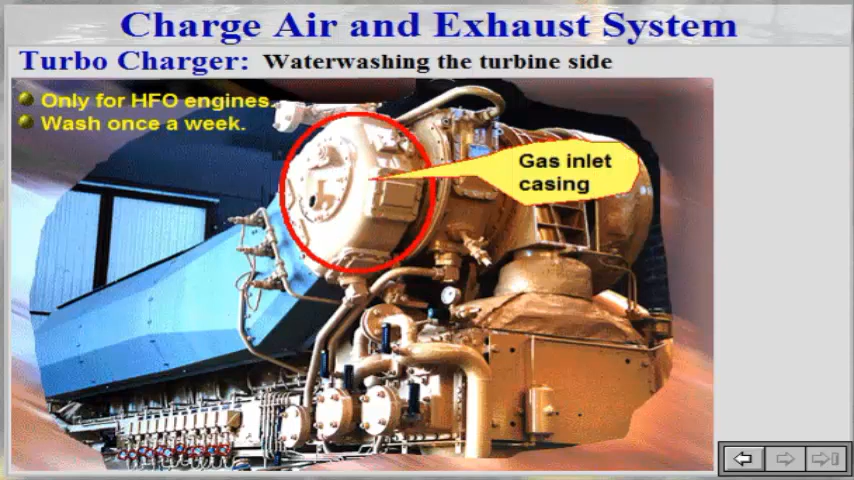 Charge Air and Exhaust System
Turbo Charger: Waterwashing the turbine side
Only for HFO engines.
Wash once a week.
Gas inlet
casing